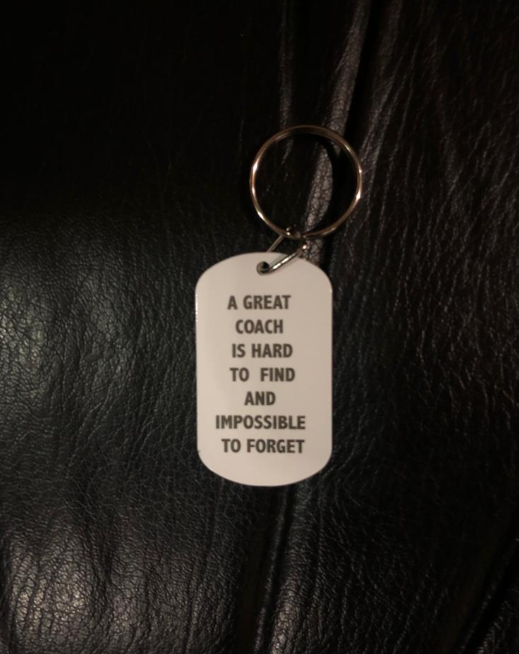 A GREAT
COACH
IS HARD
TO FIND
AND
IMPOSSIBLE
TO FORGET